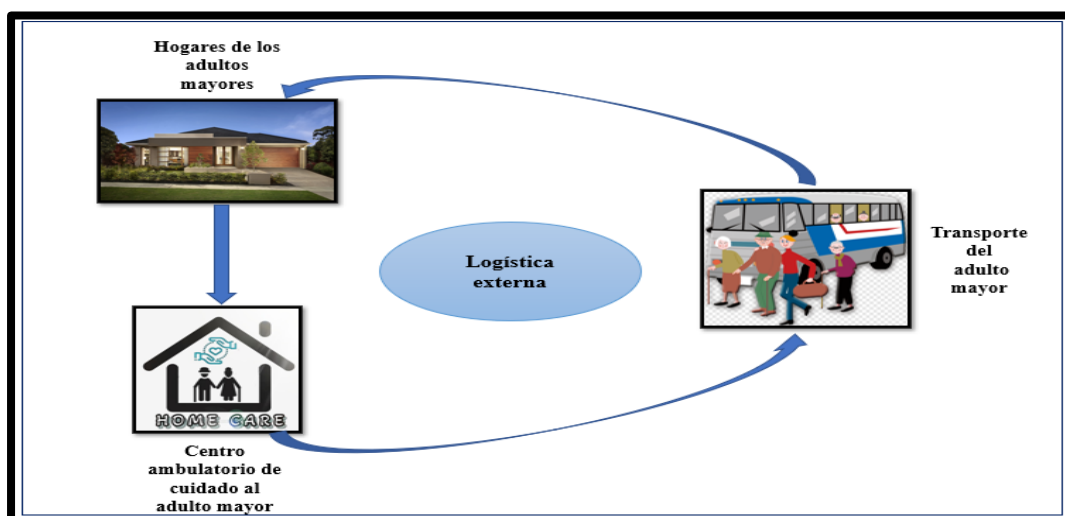 Hogares de los
adultos
mayores
Logística
externa
Transporte
del
adulto
mayor
HOME CARE
Centro
ambulatorio de
cuidado al
adulto mayor